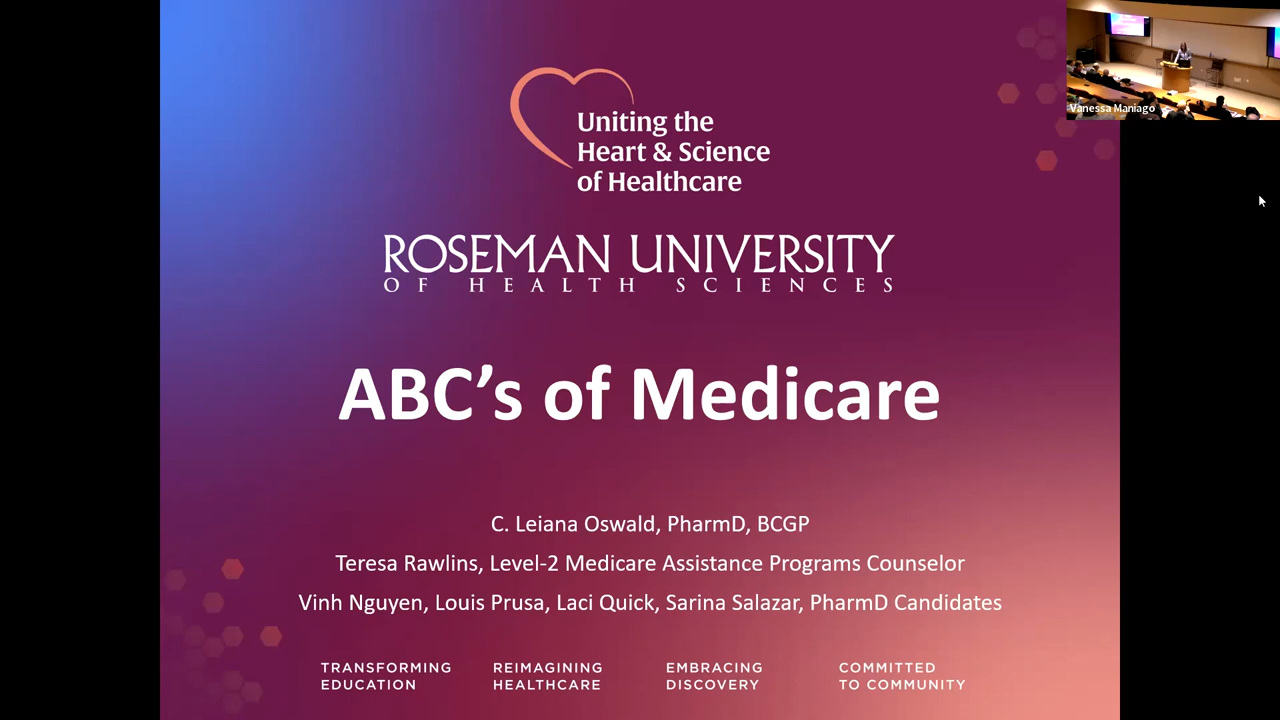 Uniting the
Heart & Science
of Healthcare
ROSEMAN UNIVERSITY
OF HEALTH SCIENCES
ABC's of Medicare
C. Leiana Oswald, PharmD, BCGP
Teresa Rawlins, Level-2 Medicare Assistance Programs Counselor
Vinh Nguyen, Louis Prusa, Laci Quick, Sarina Salazar, PharmD Candidates
TRANSFORMING
EDUCATION
REIMAGINING
HEALTHCARE
EMBRACING
DISCOVERY
COMMITTED
TO COMMUNITY
Vanessa Maniago